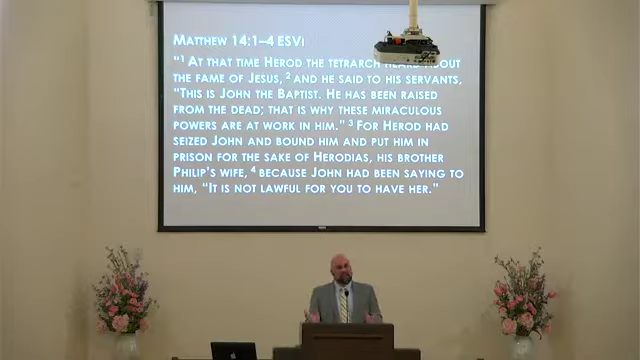 MATTHEW 14:1–4 ESVI
"1 AT THAT TIME HEROD THE TETRARCH HEARD ABOUT
THE FAME OF JESUS, 2 AND HE SAID TO HIS SERVANTS,
"THIS IS JOHN THE BAPTIST. HE HAS BEEN RAISED
FROM THE DEAD; THAT IS WHY THESE MIRACULOUS
POWERS ARE AT WORK IN HIM." 3 FOR HEROD HAD
SEIZED JOHN AND BOUND HIM AND PUT HIM IN
PRISON FOR THE SAKE OF HERODIAS, HIS BROTHER
PHILIP'S WIFE, 4 BECAUSE JOHN HAD BEEN SAYING TO
HIM, "IT IS NOT LAWFUL FOR YOU TO HAVE HER."